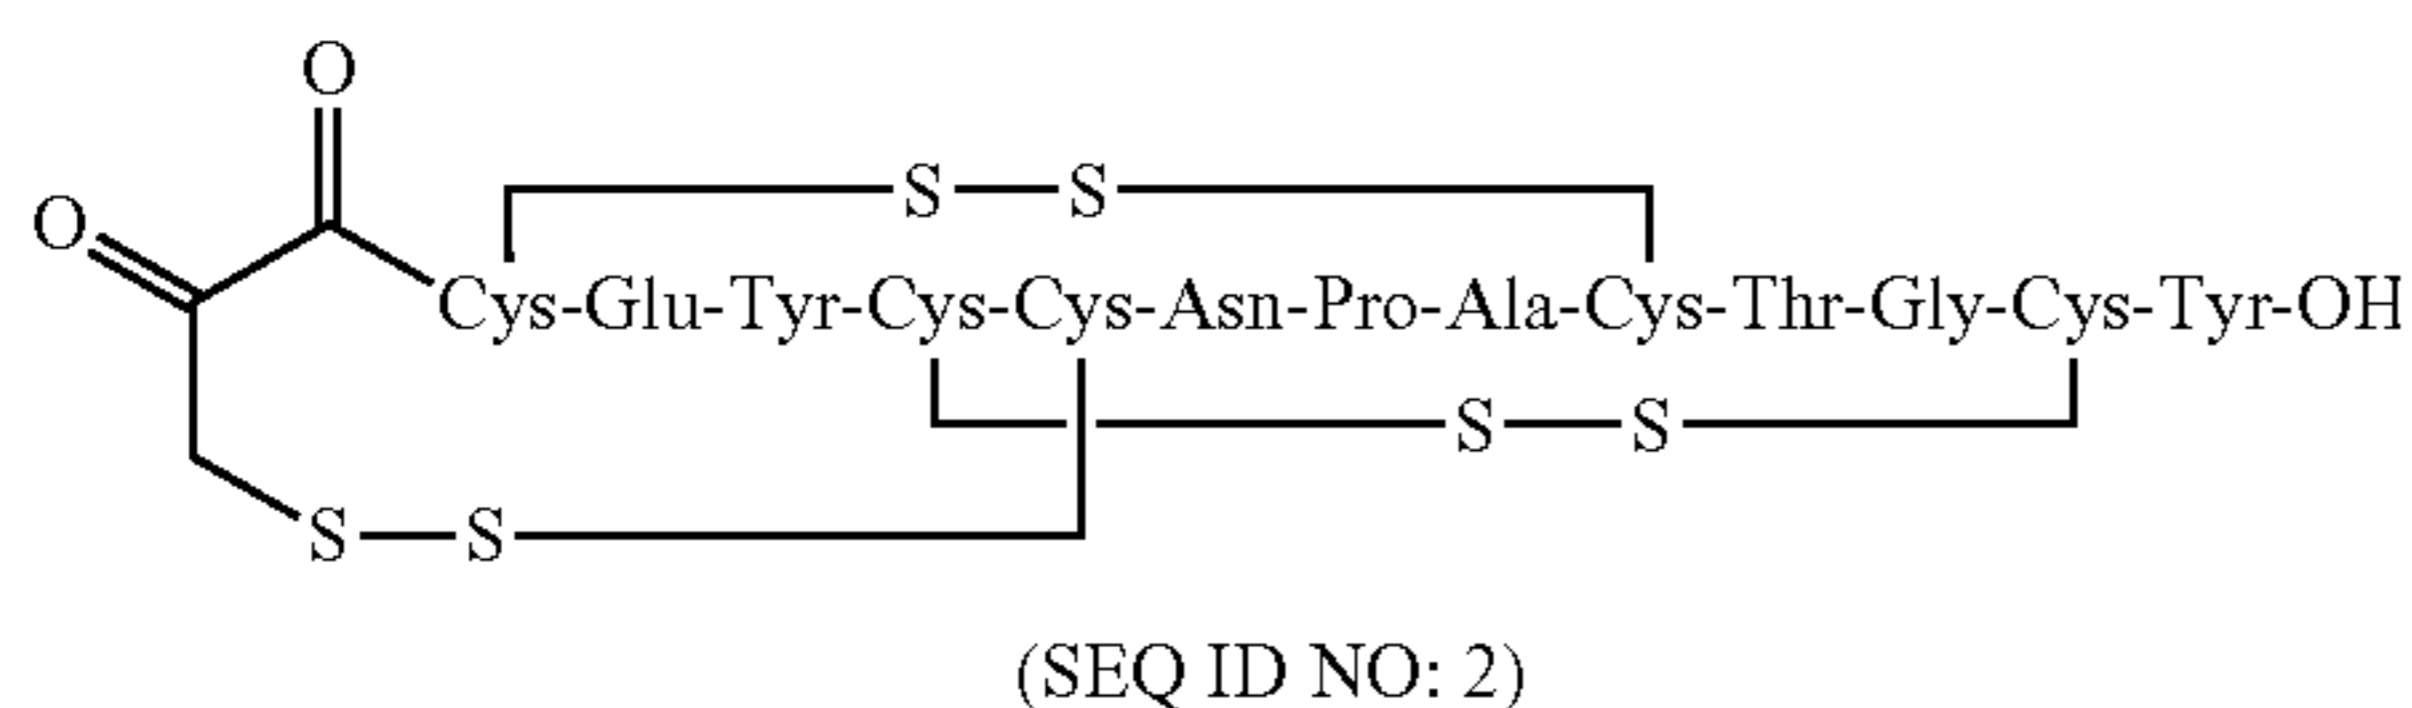 O
S S
O
Cys-Glu-Tyr-Cys-Cys-Asn-Pro-Ala-Cys-Thr-Gly-Cys-Tyr-OH
S S
S S
(SEQ ID NO: 2)